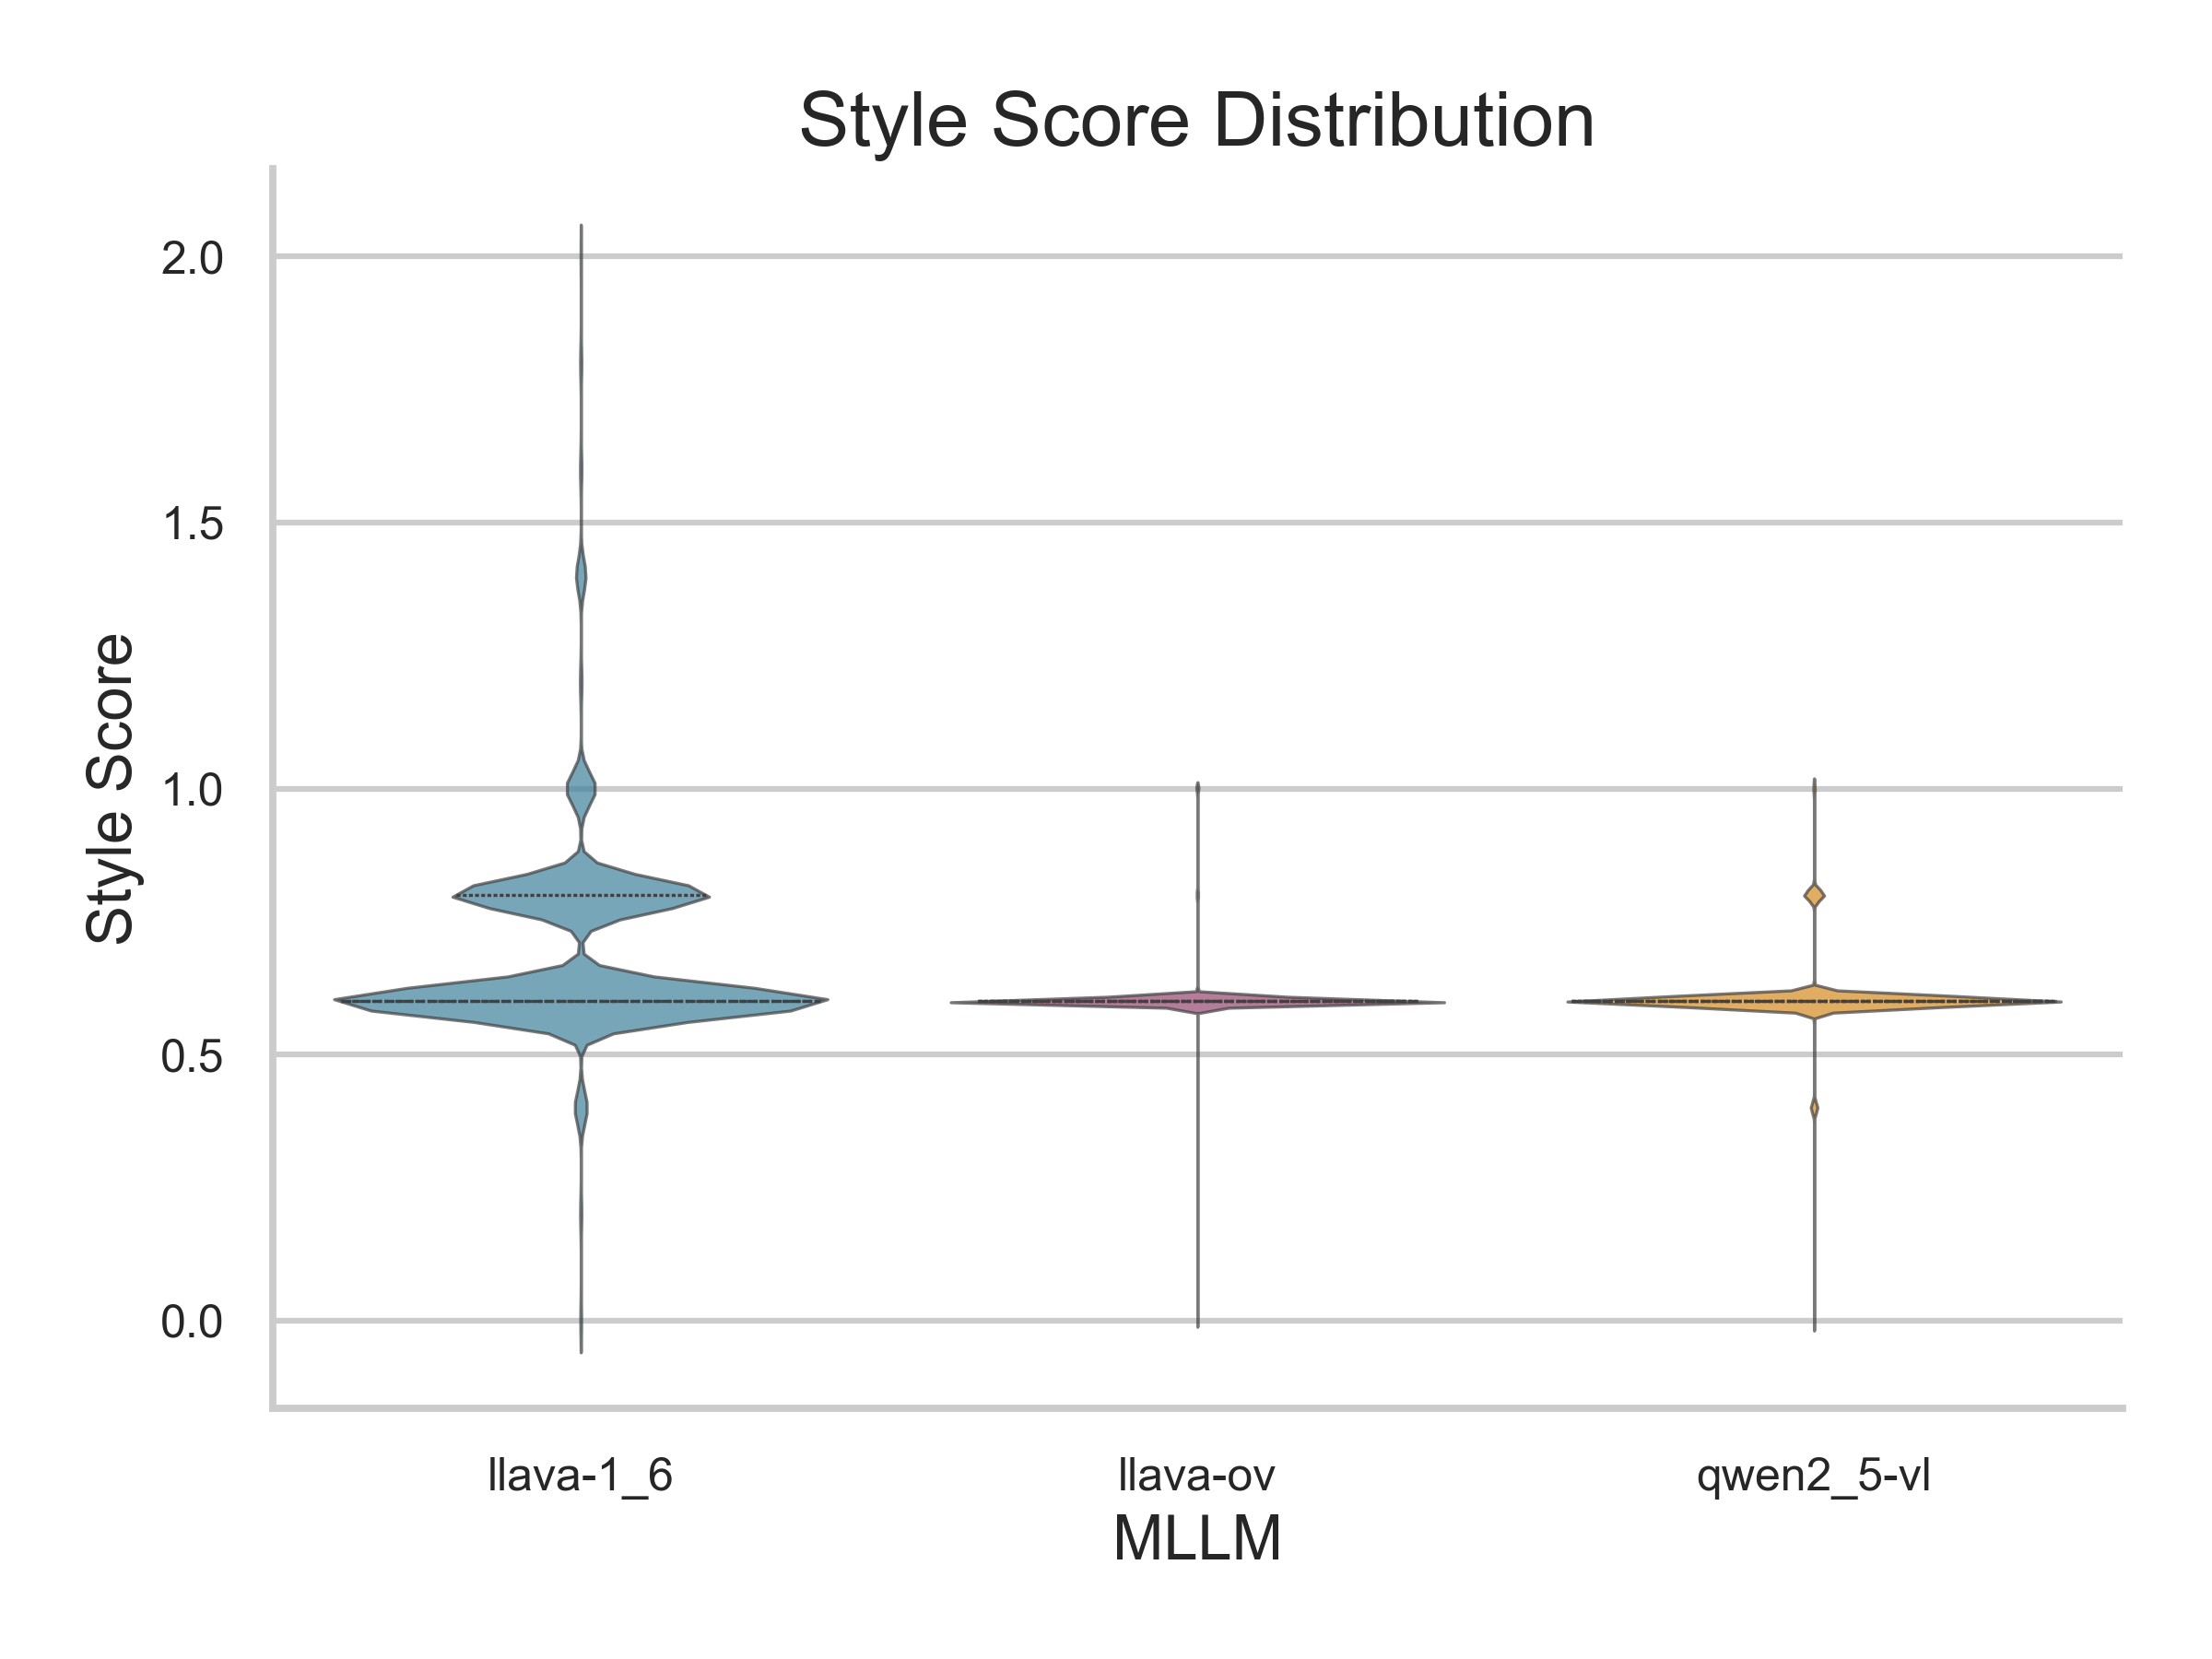 Style Score Distribution
Style Score
2.0
1.5
1.0
0.5
0.0
llava-1_6
llava-ov
qwen2_5-vl
MLLM